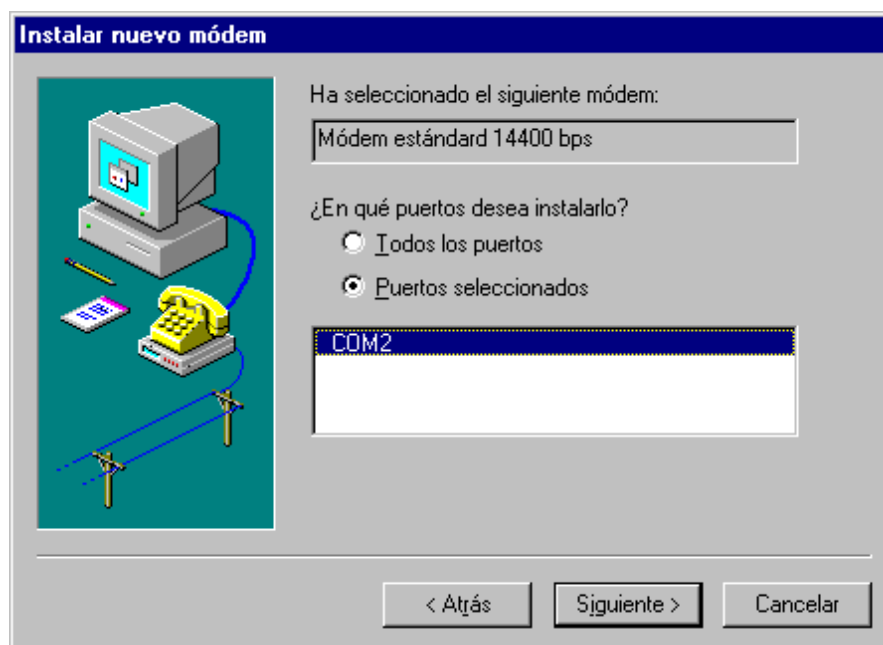 Instalar nuevo módem
Ha seleccionado el siguiente módem:
Módem estándard 14400 bps
¿En qué puertos desea instalarlo?
Todos los puertos
Puertos seleccionados
COM2
< Atrás
Siguiente >
Cancelar